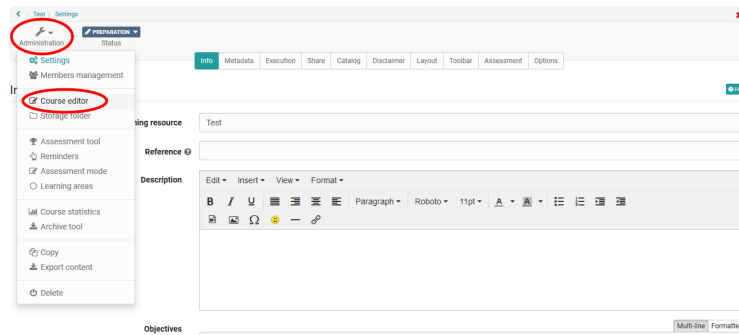 / Test / Settings
PREPARATION
Administration
Status
Settings
Members management
Course editor
Storage folder
Assessment tool
Reminders
Assessment mode
Learning areas
Course statistics
Archive tool
Copy
Export content
Delete
Info Metadata Execution Share Catalog Disclaimer Layout Toolbar Assessment Options
ning resource Test
Reference
Description
Edit Insert View Format
B I U Paragraph Roboto 11pt A A
Ω
Objectives
Multi-line Formatte